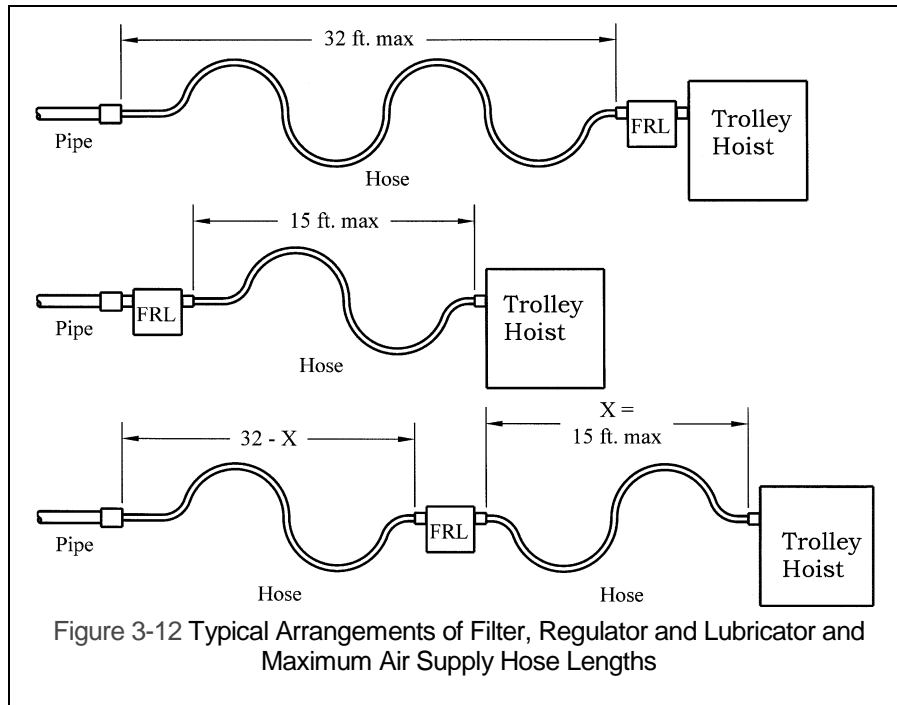 32 ft. max
Pipe
Hose
FRL
Trolley
Hoist
15 ft. max
Pipe
FRL
Hose
Trolley
Hoist
32 - X
X =
15 ft. max
Pipe
Hose
FRL
Hose
Trolley
Hoist
Figure 3-12 Typical Arrangements of Filter, Regulator and Lubricator and
Maximum Air Supply Hose Lengths